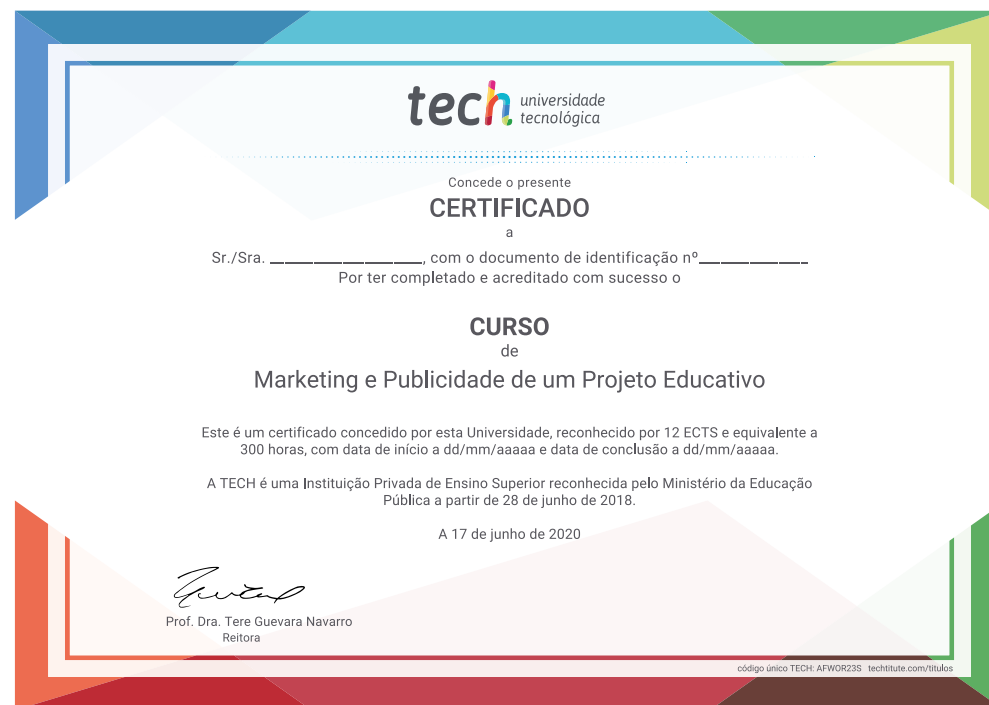 tech universidade
tecnológica
Concede o presente
CERTIFICADO
a
Sr./Sra. ____________________, com o documento de identificação nº______________
Por ter completado e acreditado com sucesso o
CURSO
de
Marketing e Publicidade de um Projeto Educativo
Este é um certificado concedido por esta Universidade, reconhecido por 12 ECTS e equivalente a
300 horas, com data de início a dd/mm/aaaaa e data de conclusão a dd/mm/aaaaa.
A TECH é uma Instituição Privada de Ensino Superior reconhecida pelo Ministério da Educação
Pública a partir de 28 de junho de 2018.
A 17 de junho de 2020
Prof. Dra. Tere Guevara Navarro
Reitora
código único TECH: AFWOR23S techtitute.com/titulos